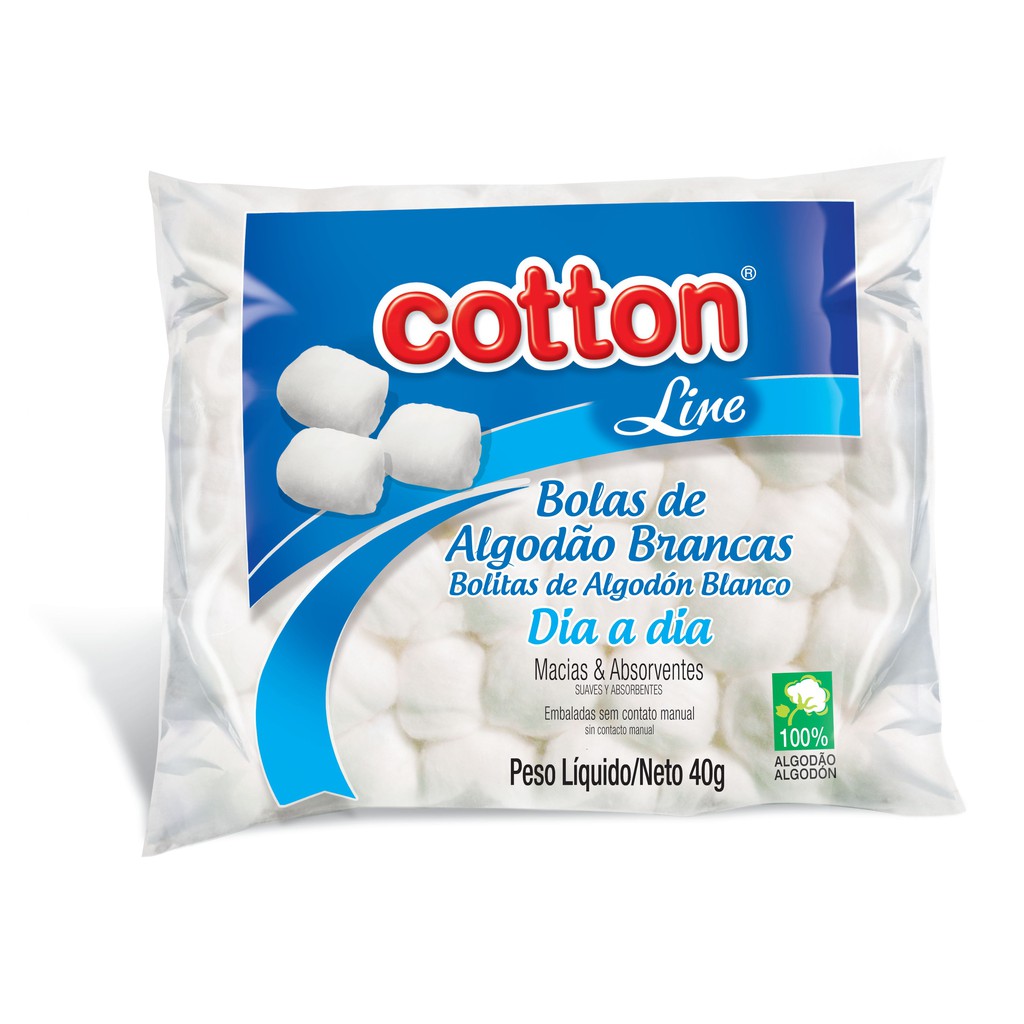 cotton®
Line
Bolas de
Algodão Brancas
Bolitas de Algodón Blanco
Dia a dia
Macias & Absorventes
SUAVES Y ABSORBENTES
Embaladas sem contato manual
sin contacto manual
Peso Líquido/Neto 40g
100%
ALGODÃO
ALGODÓN